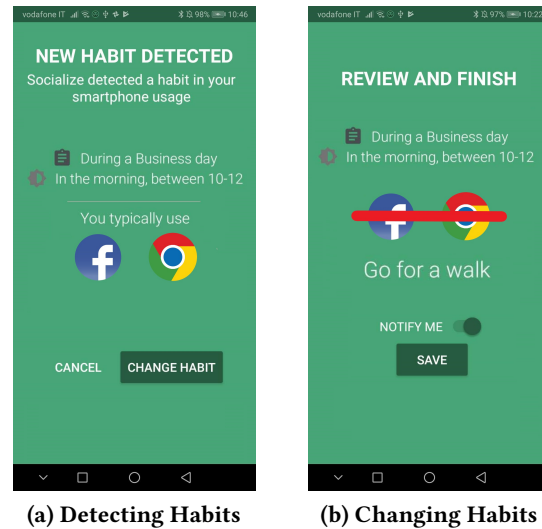 vodafone IT 98% 10:46
NEW HABIT DETECTED
Socialize detected a habit in your
smartphone usage
During a Business day
In the morning, between 10-12
You typically use
f
CANCEL
CHANGE HABIT
(a) Detecting Habits
vodafone IT 97% 10:22
REVIEW AND FINISH
During a Business day
In the morning, between 10-12
f
Go for a walk
NOTIFY ME
SAVE
(b) Changing Habits